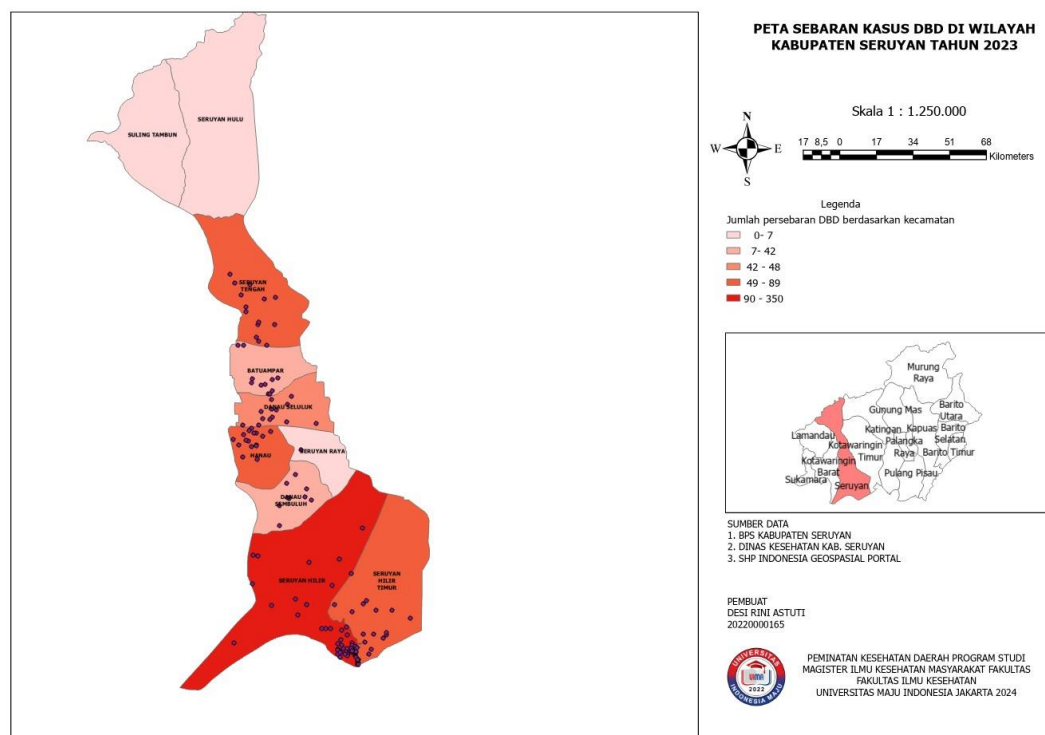 PETA SEBARAN KASUS DBD DI WILAYAH
KABUPATEN SERUYAN TAHUN 2023
Skala 1 : 1.250.000
N
W E
S
17 8,5 0 17 34 51 68
Kilometers
Legenda
Jumlah persebaran DBD berdasarkan kecamatan
0- 7
7- 42
42 - 48
49 - 89
90 - 350
SULING TAMBUN
SERUYAN HULU
SERUYAN
TENGAH
BATUAMPAR
DANAU SELULUK
HANAU
SERUYAN RAYA
DANAU
SEMBULUH
SERUYAN HILIR
SERUYAN
HILIR
TIMUR
Murung
Raya
Barito
Utara
Gunung Mas
Lamandau
Katingan
Kapuas
Barito
Selatan
Kotawaringin
Timur
Palangka
Raya
Barito Timur
Kotawaringin
Barat
Sukamara
Seruyan
Pulang Pisau
SUMBER DATA
1. BPS KABUPATEN SERUYAN
2. DINAS KESEHATAN KAB. SERUYAN
3. SHP INDONESIA GEOSPASIAL PORTAL
PEMBUAT
DESI RINI ASTUTI
20220000165
UNIVERSITAS
UIMA
2022
INDONESIA MAJU
PEMINATAN KESEHATAN DAERAH PROGRAM STUDI
MAGISTER ILMU KESEHATAN MASYARAKAT FAKULTAS
FAKULTAS ILMU KESEHATAN
UNIVERSITAS MAJU INDONESIA JAKARTA 2024